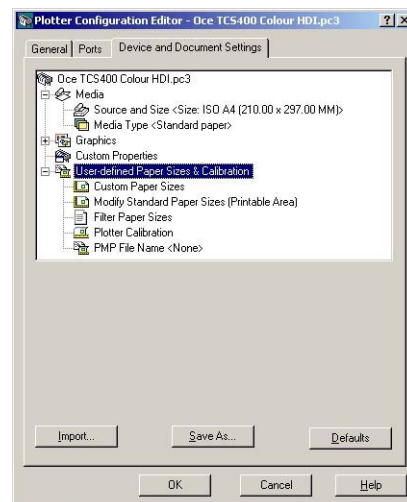 Plotter Configuration Editor - Oce TCS400 Colour HDI.pc3
General Ports Device and Document Settings
Oce TCS400 Colour HDI.pc3
Media
Source and Size <Size: ISO A4 (210.00 x 297.00 MM)>
Media Type <Standard paper>
Graphics
Custom Properties
User-defined Paper Sizes & Calibration
Custom Paper Sizes
Modify Standard Paper Sizes (Printable Area)
Filter Paper Sizes
Plotter Calibration
PMP File Name <None>
Import... Save As... Defaults
OK Cancel Help